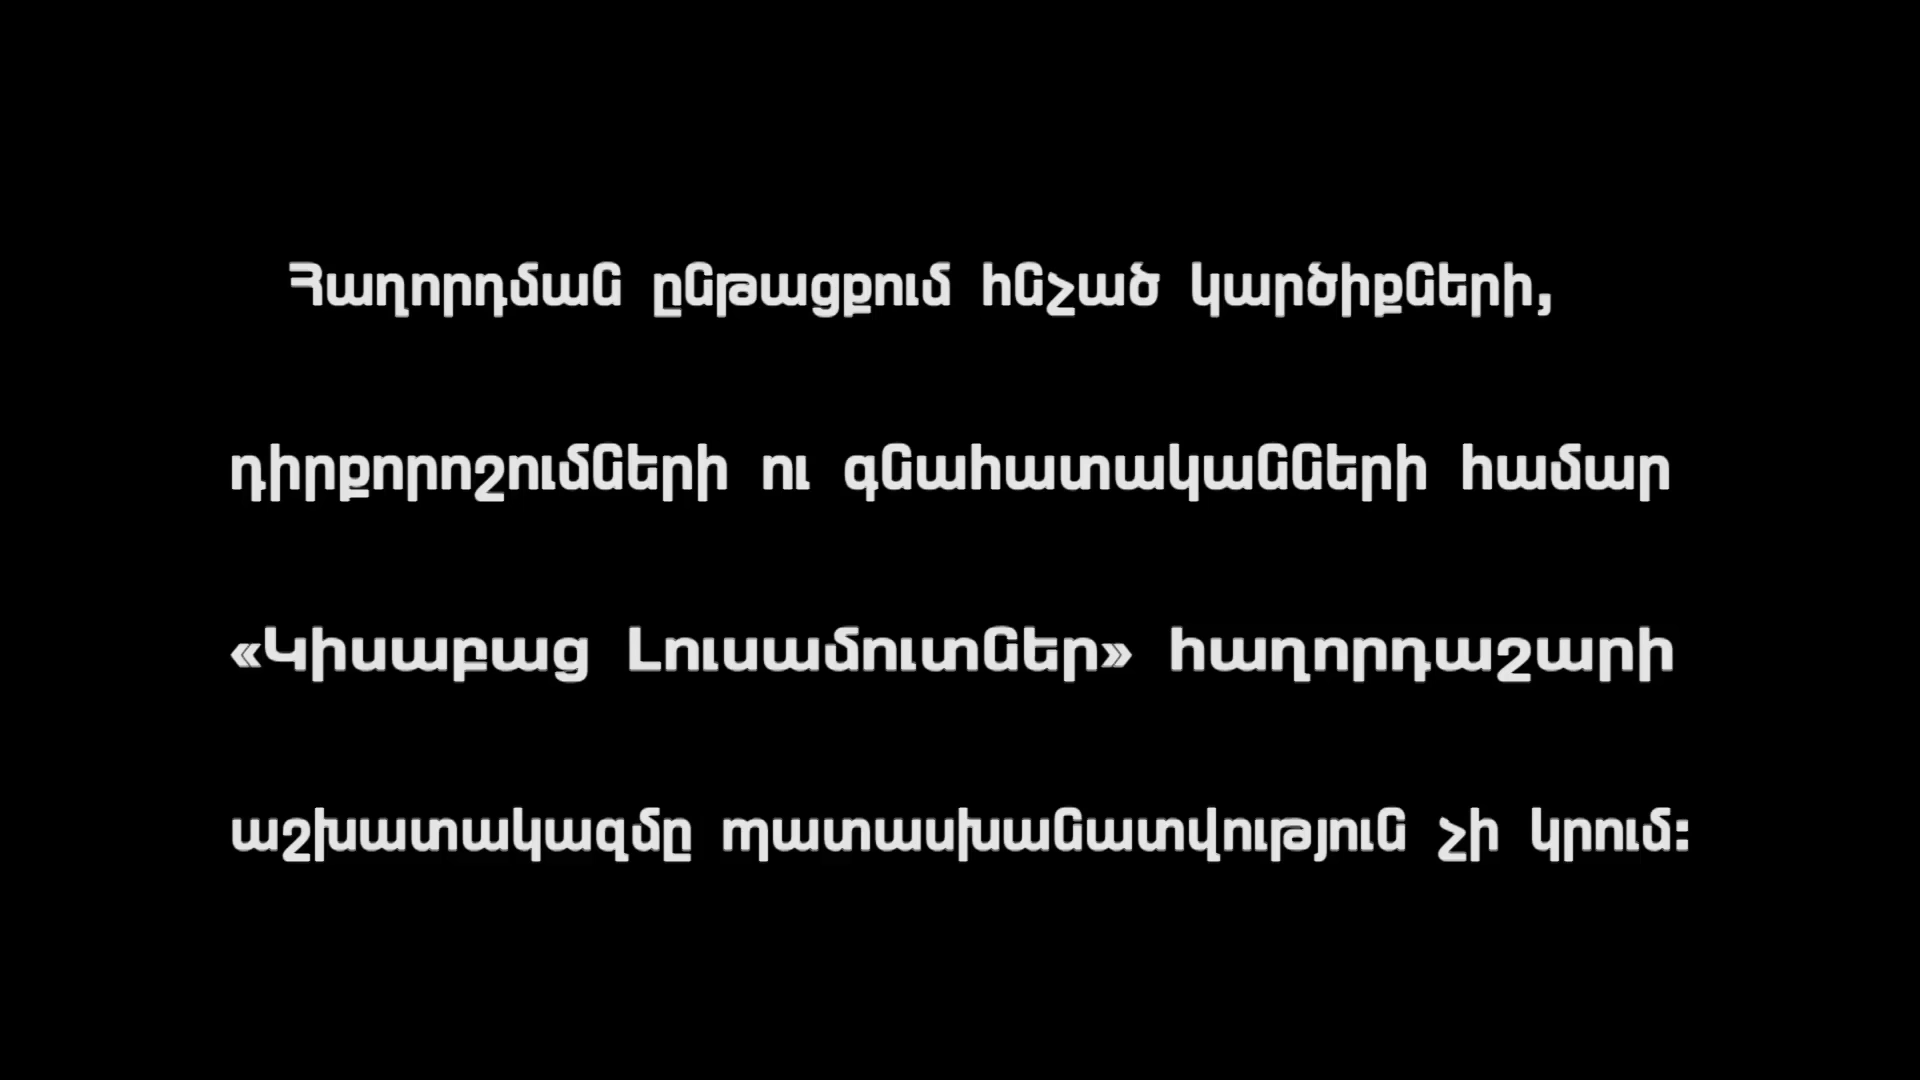 Հաղորդման ընթացքում հնչած կարծիքների,
դիրքորոշումների ու գնահատականների համար
«Կիսաբաց Լուսամուտներ» հաղորդաշարի
աշխատակազմը պատասխանատվություն չի կրում: